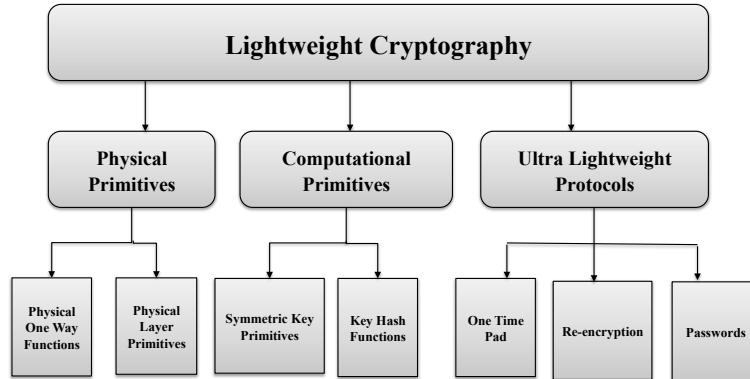 Lightweight Cryptography
Physical
Primitives
Computational
Primitives
Ultra Lightweight
Protocols
Physical
One Way
Functions
Physical
Layer
Primitives
Symmetric Key
Primitives
Key Hash
Functions
One Time
Pad
Re-encryption
Passwords